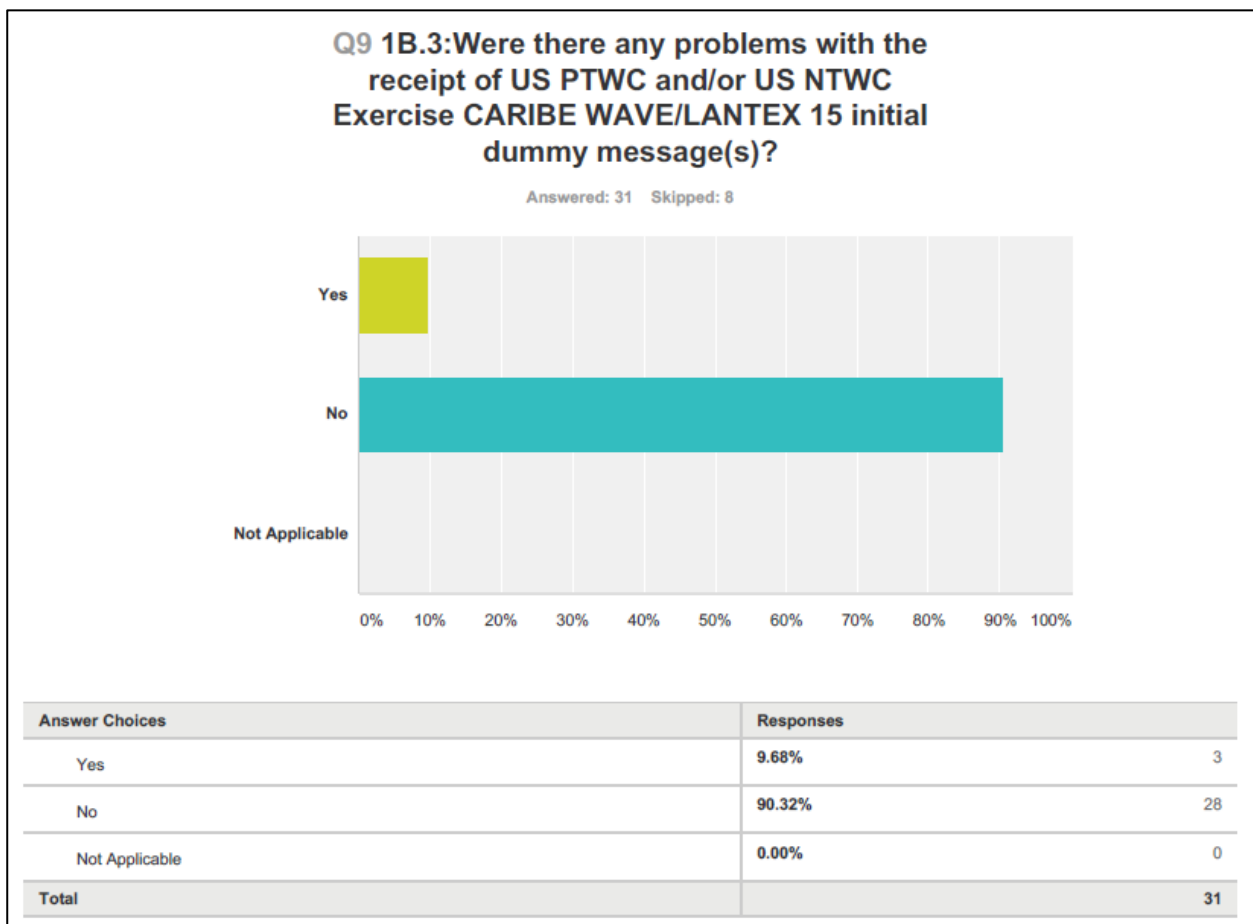 Q9 1B.3:Were there any problems with the
receipt of US PTWC and/or US NTWC
Exercise CARIBE WAVE/LANTEX 15 initial
dummy message(s)?
Answered: 31 Skipped: 8
Yes
No
Not Applicable
0% 10% 20% 30% 40% 50% 60% 70% 80% 90% 100%
Answer Choices Responses
Yes 9.68% 3
No 90.32% 28
Not Applicable 0.00% 0
Total 31